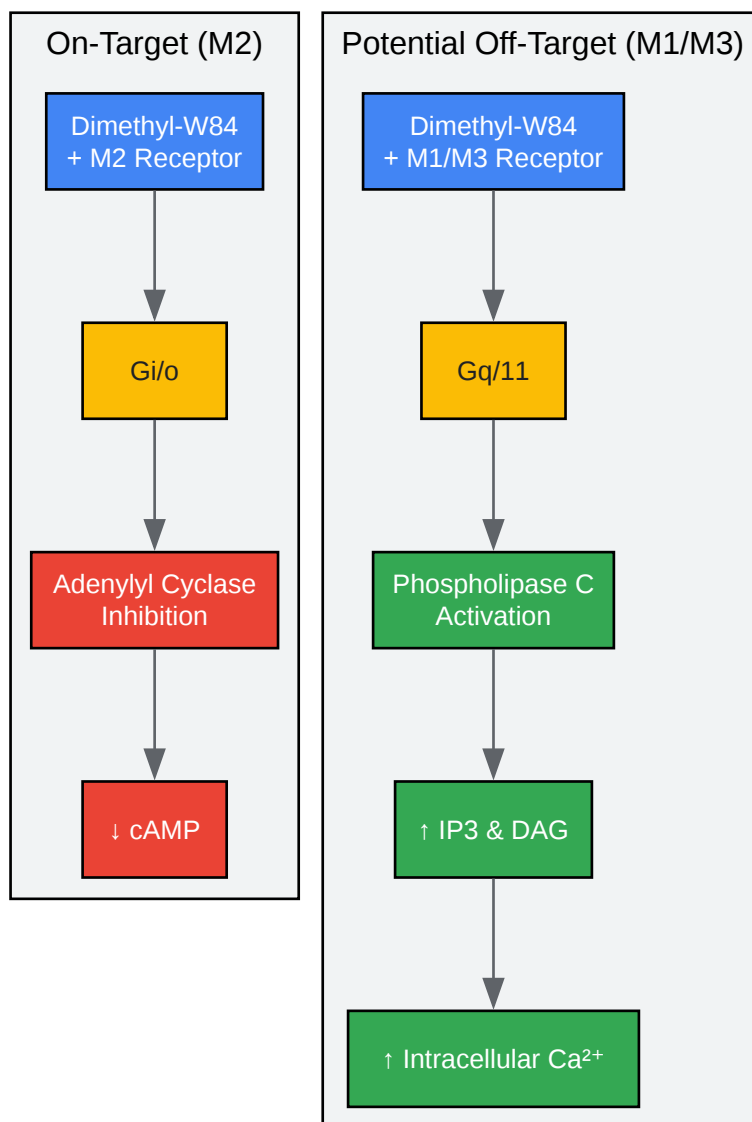 On-Target (M2)
Dimethyl-W84
+ M2 Receptor
Gi/o
Adenylyl Cyclase
Inhibition
↓ cAMP
Potential Off-Target (M1/M3)
Dimethyl-W84
+ M1/M3 Receptor
Gq/11
Phospholipase C
Activation
↑ IP3 & DAG
↑ Intracellular Ca²⁺